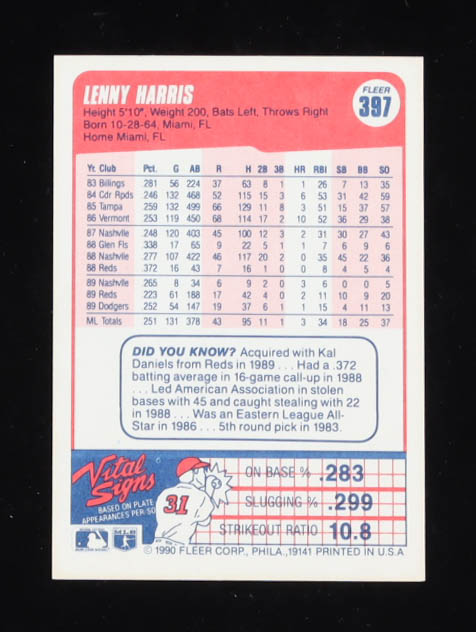 LENNY HARRIS
FLEER
397
Height 5'10", Weight 200, Bats Left, Throws Right
Born 10-28-64, Miami, FL
Home Miami, FL
Yr. Club Pct. G AB R H 2B 3B HR RBI SB BB SO
83 Billings 281 56 224 37 63 8 1 1 26 7 13 35
84 Cdr Rpds 246 132 468 52 115 15 3 6 53 31 42 59
85 Tampa 259 132 499 66 129 11 8 3 51 15 37 57
86 Vermont 253 119 450 68 114 17 2 10 52 36 29 38
87 Nashvlle 248 120 403 45 100 12 3 2 31 30 27 43
88 Glen Fls 338 17 65 9 22 5 1 1 7 6 9 6
88 Nashvlle 277 107 422 46 117 20 2 0 35 45 22 36
88 Reds 372 16 43 7 16 1 0 0 8 4 5 4
89 Nashvlle 265 8 34 6 9 2 0 3 6 0 0 5
89 Reds 223 61 188 17 42 4 0 2 11 10 9 20
89 Dodgers 252 54 147 19 37 6 1 1 15 4 11 13
ML Totals 251 131 378 43 95 11 1 3 34 18 25 37
DID YOU KNOW? Acquired with Kal
Daniels from Reds in 1989 . . . Had a .372
batting average in 16-game call-up in 1988
. . . Led American Association in stolen
bases with 45 and caught stealing with 22
in 1988 . . . Was an Eastern League All-
Star in 1986 . . . 5th round pick in 1983.
Vital
Signs
BASED ON PLATE
APPEARANCES PER/SO
31
ON BASE % .283
SLUGGING % .299
STRIKEOUT RATIO 10.8
MLB
© 1990 FLEER CORP., PHILA.,19141 PRINTED IN U.S.A